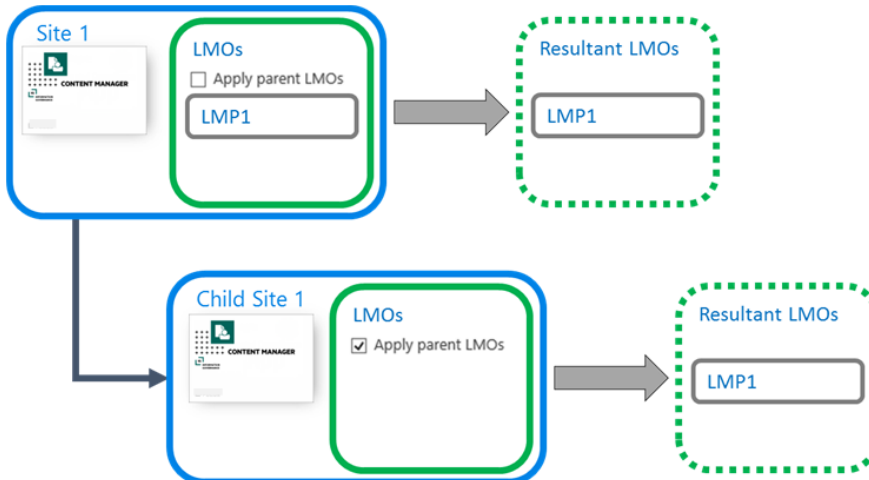 Site 1
CONTENT MANAGER
LMOs
Apply parent LMOs
LMP1
Resultant LMOs
LMP1
Child Site 1
CONTENT MANAGER
LMOs
Apply parent LMOs
Resultant LMOs
LMP1